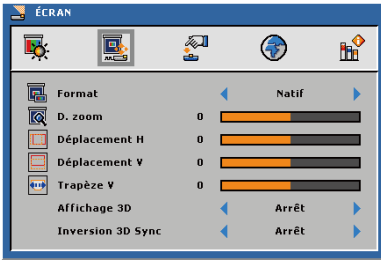 ÉCRAN
Format Natif
D. zoom 0
Déplacement H 0
Déplacement V 0
Trapèze V 0
Affichage 3D Arrêt
Inversion 3D Sync Arrêt